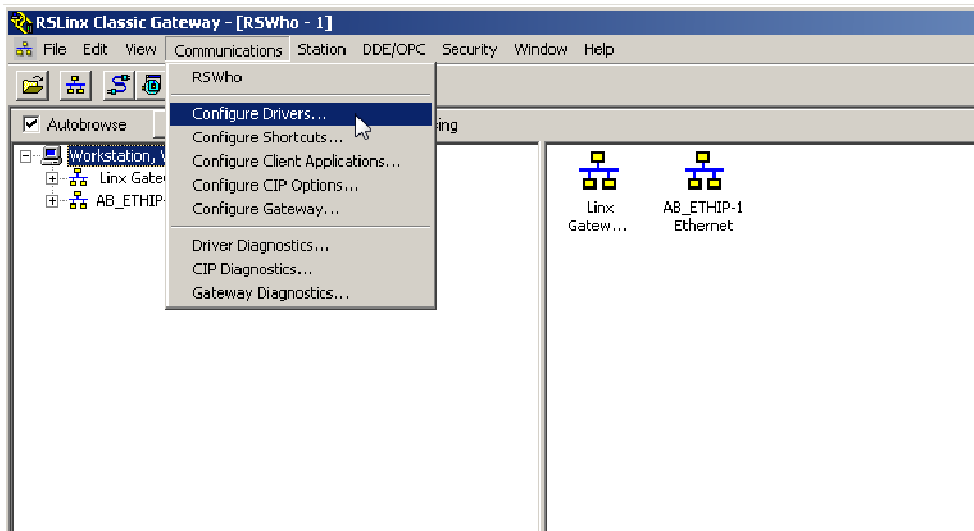 RSLinx Classic Gateway - [RSWho - 1]
File Edit View Communications Station DDE/OPC Security Window Help
RSWho
Configure Drivers...
Configure Shortcuts...
Configure Client Applications...
Configure CIP Options...
Configure Gateway...
Driver Diagnostics...
CIP Diagnostics...
Gateway Diagnostics...
Autobrowse
Workstation,
Linx
AB_ETHIP-
Linx Gatew...
AB_ETHIP-1 Ethernet